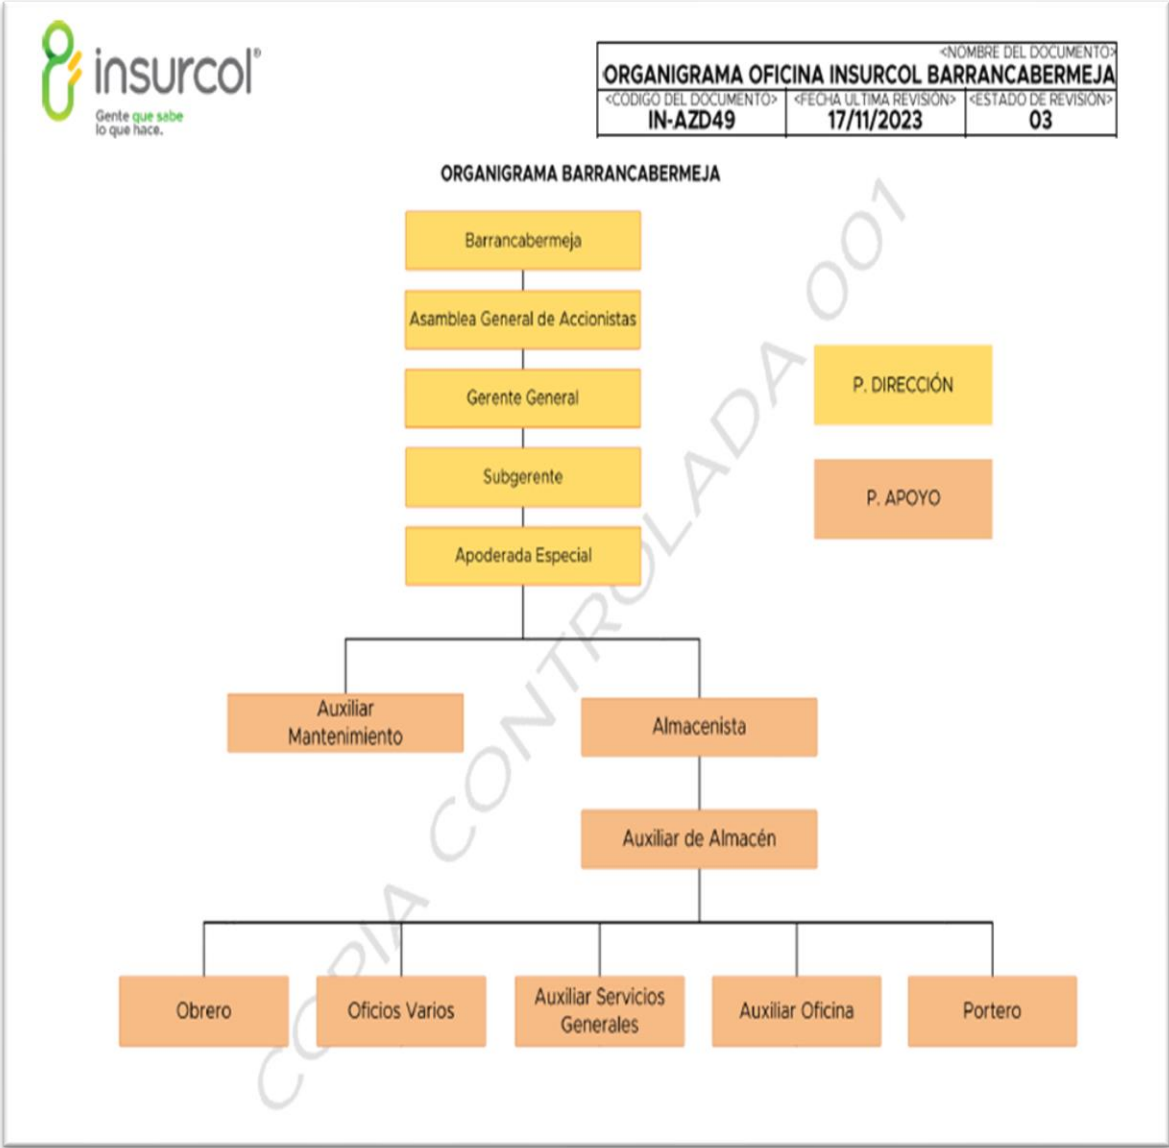 insurcol®
Gente que sabe
lo que hace.
<NOMBRE DEL DOCUMENTO>
ORGANIGRAMA OFICINA INSURCOL BARRANCABERMEJA
<CODIGO DEL DOCUMENTO> <FECHA ULTIMA REVISIÓN> <ESTADO DE REVISIÓN>
IN-AZD49 17/11/2023 03
ORGANIGRAMA BARRANCABERMEJA
Barrancabermeja
Asamblea General de Accionistas
Gerente General
Subgerente
Apoderada Especial
P. DIRECCIÓN
P. APOYO
Auxiliar
Mantenimiento
Almacenista
Auxiliar de Almacén
Obrero
Oficios Varios
Auxiliar Servicios
Generales
Auxiliar Oficina
Portero
COPIA CONTROLADA 001